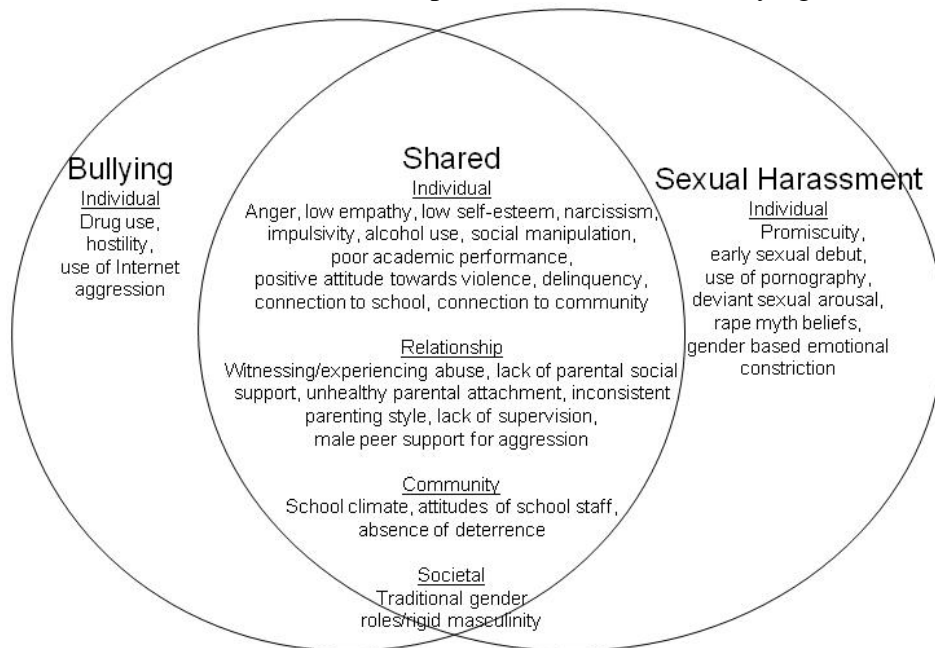 Bullying
Individual
Drug use,
hostility,
use of Internet
aggression
Shared
Individual
Anger, low empathy, low self-esteem, narcissism,
impulsivity, alcohol use, social manipulation,
poor academic performance,
positive attitude towards violence, delinquency,
connection to school, connection to community
Relationship
Witnessing/experiencing abuse, lack of parental social
support, unhealthy parental attachment, inconsistent
parenting style, lack of supervision,
male peer support for aggression
Community
School climate, attitudes of school staff,
absence of deterrence
Societal
Traditional gender
roles/rigid masculinity
Sexual Harassment
Individual
Promiscuity,
early sexual debut,
use of pornography,
deviant sexual arousal,
rape myth beliefs,
gender based emotional
constriction